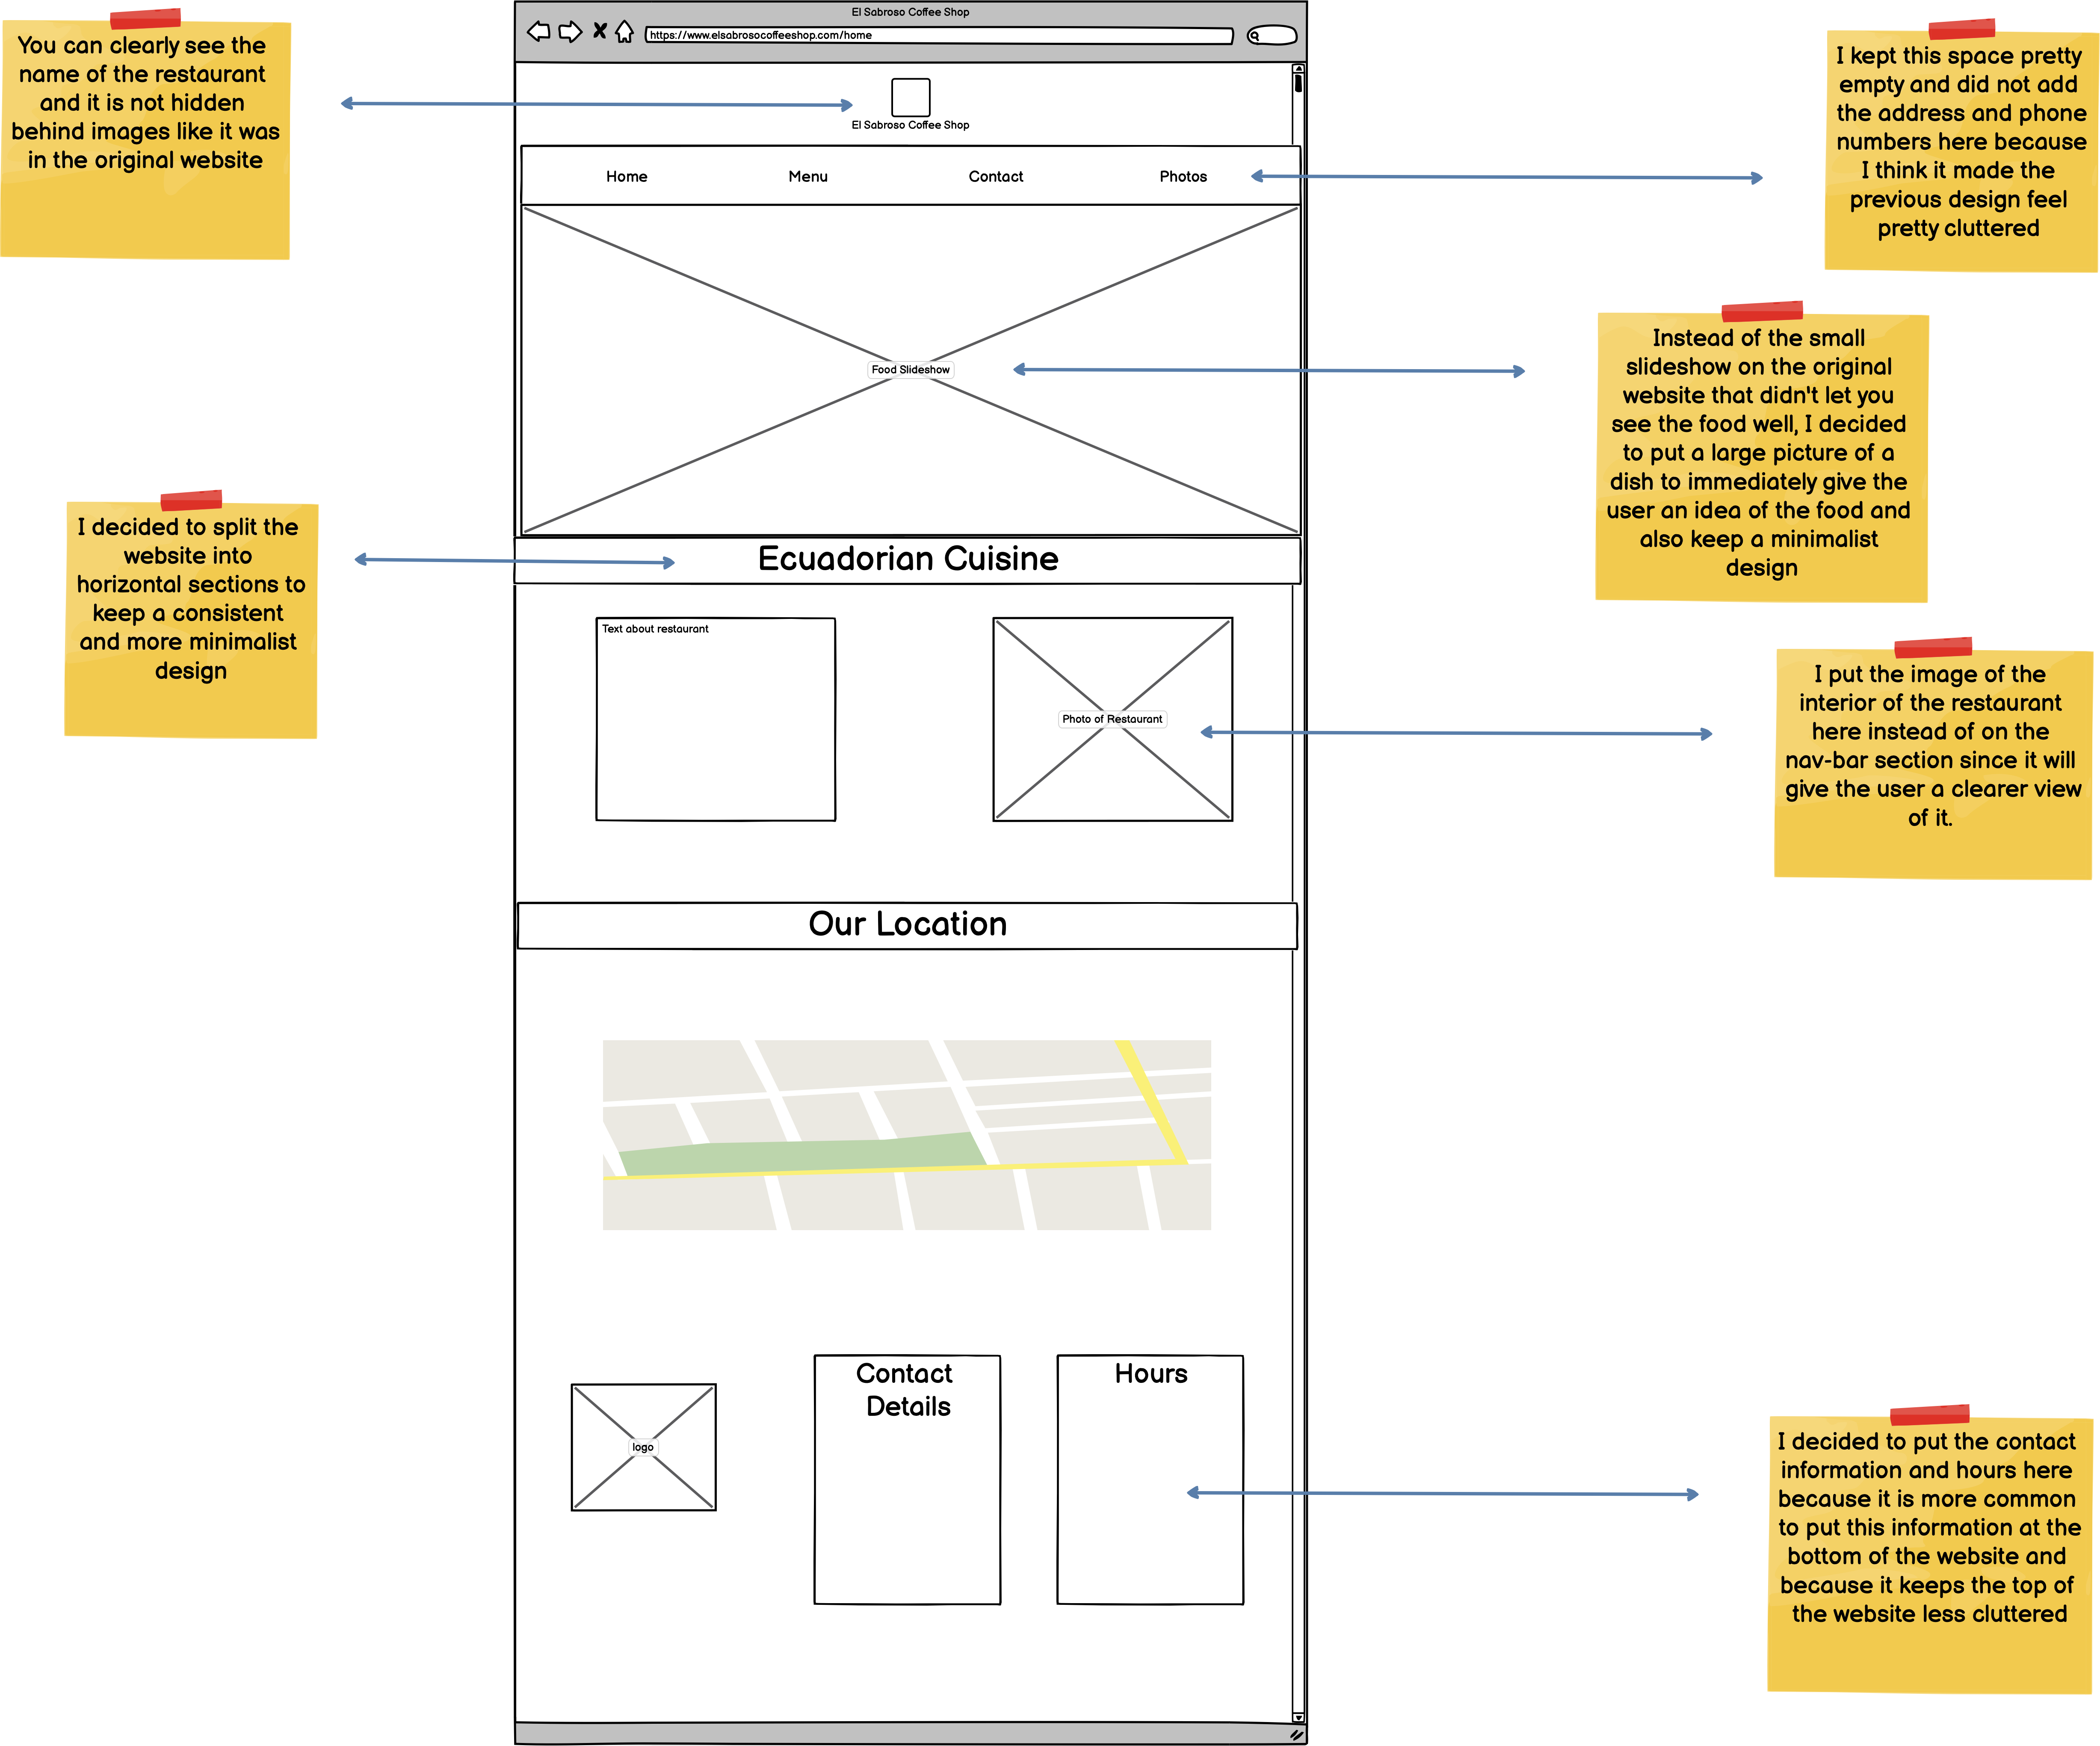 El Sabroso Coffee Shop
https://www.elsabrosocoffeeshop.com/home
You can clearly see the
name of the restaurant
and it is not hidden
behind images like it was
in the original website
El Sabroso Coffee Shop
Home
Menu
Contact
Photos
I kept this space pretty
empty and did not add
the address and phone
numbers here because
I think it made the
previous design feel
pretty cluttered
Food Slideshow
Instead of the small
slideshow on the original
website that didn't let you
see the food well, I decided
to put a large picture of a
dish to immediately give the
user an idea of the food and
also keep a minimalist
design
I decided to split the
website into
horizontal sections to
keep a consistent
and more minimalist
design
Ecuadorian Cuisine
Text about restaurant
Photo of Restaurant
I put the image of the
interior of the restaurant
here instead of on the
nav-bar section since it will
give the user a clearer view
of it.
Our Location
logo
Contact
Details
Hours
I decided to put the contact
information and hours here
because it is more common
to put this information at the
bottom of the website and
because it keeps the top of
the website less cluttered